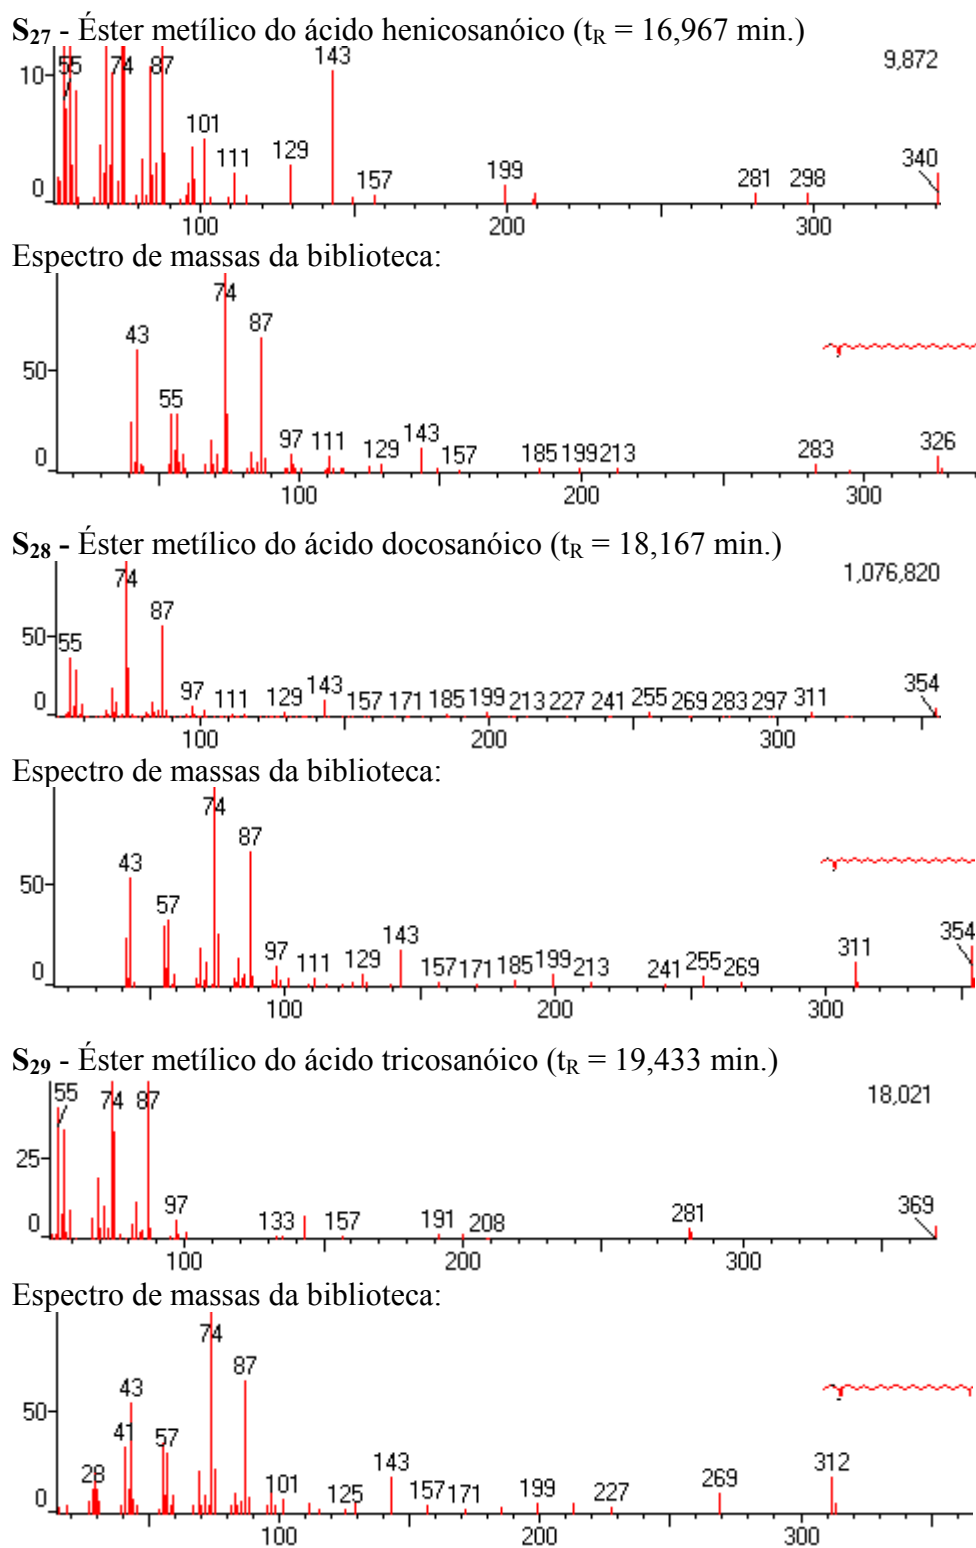 S27 - Éster metílico do ácido henicosanóico (tR = 16,967 min.)
9,872
10
0
55 74 87 101 111 129 143 157 199 281 298 340
100 200 300
Espectro de massas da biblioteca:
50
0
43 55 74 87 97 111 129 143 157 185 199 213 283 326
100 200 300
S28 - Éster metílico do ácido docosanóico (tR = 18,167 min.)
1,076,820
50
0
55 74 87 97 111 129 143 157 171 185 199 213 227 241 255 269 283 297 311 354
100 200 300
Espectro de massas da biblioteca:
50
0
43 57 74 87 97 111 129 143 157 171 185 199 213 241 255 269 311 354
100 200 300
S29 - Éster metílico do ácido tricosanóico (tR = 19,433 min.)
18,021
25
0
55 74 87 97 133 157 191 208 281 369
100 200 300
Espectro de massas da biblioteca:
50
0
28 41 43 57 74 87 101 125 143 157 171 199 227 269 312
100 200 300